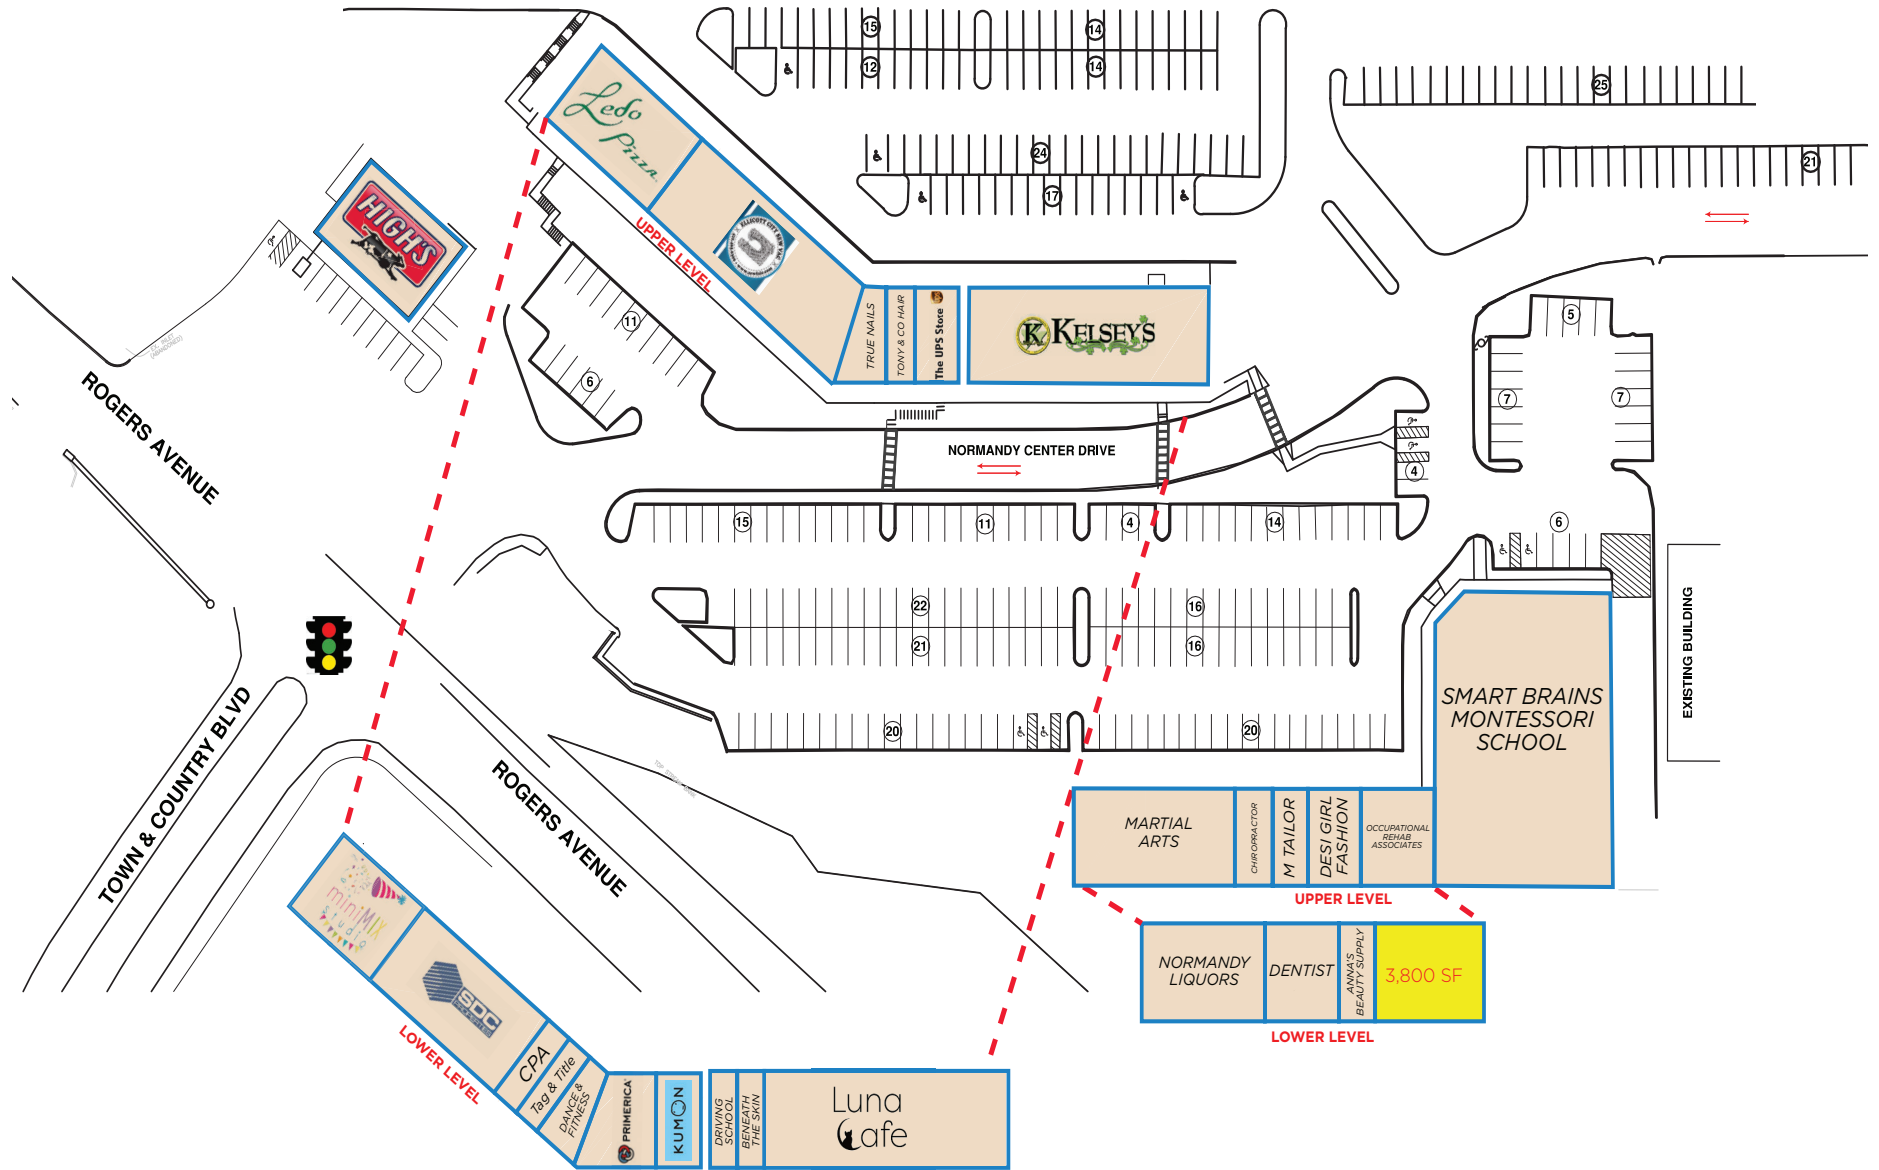 15
14
12
14
25
24
21
17
Ledo
Pizza
HIGH'S
UPPER LEVEL
ELLICOTT CITY
U
TRUE NAILS
TONY & CO HAIR
The UPS Store
K KELSEY'S
11
6
5
7
7
(ABANDONED)
ROGERS AVENUE
NORMANDY CENTER DRIVE
4
15
11
4
14
6
22
16
21
16
20
20
EXISTING BUILDING
SMART BRAINS
MONTESSORI
SCHOOL
TOWN & COUNTRY BLVD
ROGERS AVENUE
MARTIAL
ARTS
CHIROPRACTOR
M TAILOR
DESI GIRL
FASHION
OCCUPATIONAL
REHAB
ASSOCIATES
UPPER LEVEL
miniMIX
studio
SDC
PROPERTIES
CPA
Tag & Title
DANCE &
FITNESS
LOWER LEVEL
PRIMERICA
KUMON
DRIVING
SCHOOL
BENEATH
THE SKIN
Luna
Cafe
NORMANDY
LIQUORS
DENTIST
ANNA'S
BEAUTY SUPPLY
3,800 SF
LOWER LEVEL